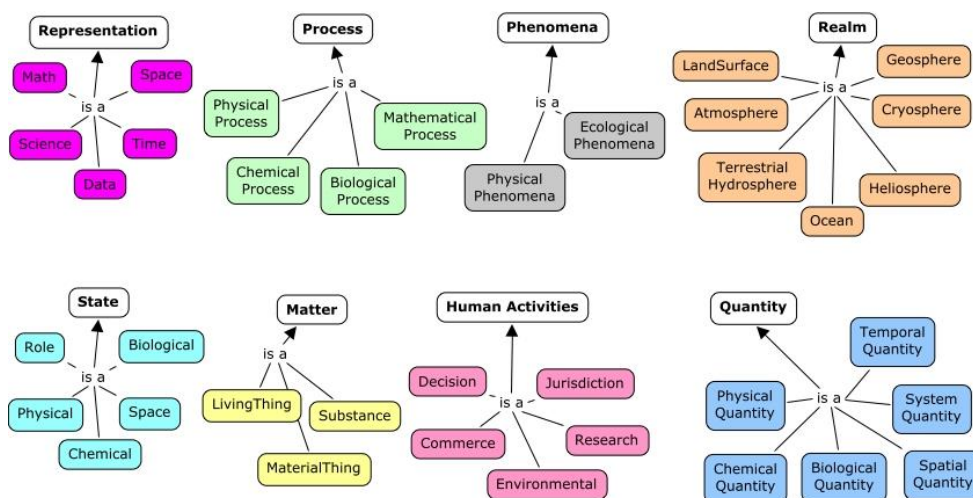 Representation
Math
Space
is a
Science
Time
Data
Process
is a
Physical
Process
Mathematical
Process
Chemical
Process
Biological
Process
Phenomena
is a
Ecological
Phenomena
Physical
Phenomena
Realm
LandSurface
Geosphere
is a
Atmosphere
Cryosphere
Terrestrial
Hydrosphere
Heliosphere
Ocean
State
Role
Biological
is a
Physical
Space
Chemical
Matter
is a
LivingThing
Substance
MaterialThing
Human Activities
Decision
Jurisdiction
is a
Commerce
Research
Environmental
Quantity
Temporal
Quantity
Physical
Quantity
is a
System
Quantity
Chemical
Quantity
Biological
Quantity
Spatial
Quantity